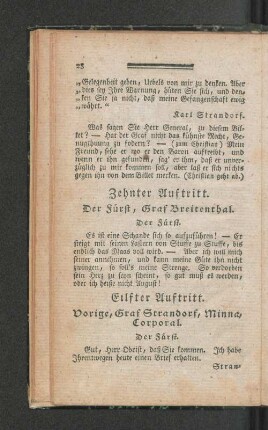 28
„Gelegenheit geben, Uebels von mir zu denken. Aber
„dies sey Ihre Warnung, hüten Sie sich, und den-
„ken Sie ja nicht, daß meine Gefangenschaft ewig
„währt.“
Karl Strandorf.
Was sagen Sie Herr General, zu diesem Bil-
let? — Hat der Graf nicht das kühnste Recht, Ge-
nugthuung zu fodern? — (zum Christian) Mein
Freund, sehe er wo er den Baron auftreibt, und
wenn er ihn gefunden, sag' er ihm, daß er unver-
züglich zu mir kommen soll, aber laß er sich nichts
gegen ihn von dem Billet merken. (Christian geht ab.)
Zehnter Auftritt.
Der Fürst, Graf Breitenthal.
Der Fürst.
Es ist eine Schande sich so aufzuführen! — Er
steigt mit seinen Lastern von Stuffe zu Stuffe, bis
endlich das Maas voll wird. — Aber ich will mich
seiner annehmen, und kann meine Güte ihn nicht
zwingen, so soll's meine Strenge. So verdorben
sein Herz zu seyn scheint, so gut muß es werden,
oder ich heiße nicht August!
Eilfter Auftritt.
Vorige, Graf Strandorf, Minna,
Corporal.
Der Fürst.
Gut, Herr Obrist, daß Sie kommen. Ich habe
Ihrentwegen heute einen Brief erhalten.
Stran-